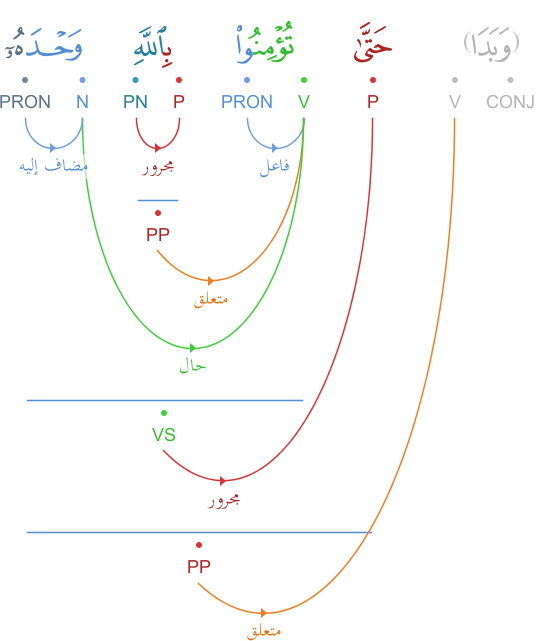 (وَبَدَا) حَتَّىٰ تُؤْمِنُوا۟ بِٱللَّهِ وَحْدَهُۥٓ
CONJ V P V PRON P PN N PRON
فاعل مجرور مضاف إليه
PP
متعلق
حال
VS
مجرور
PP
متعلق